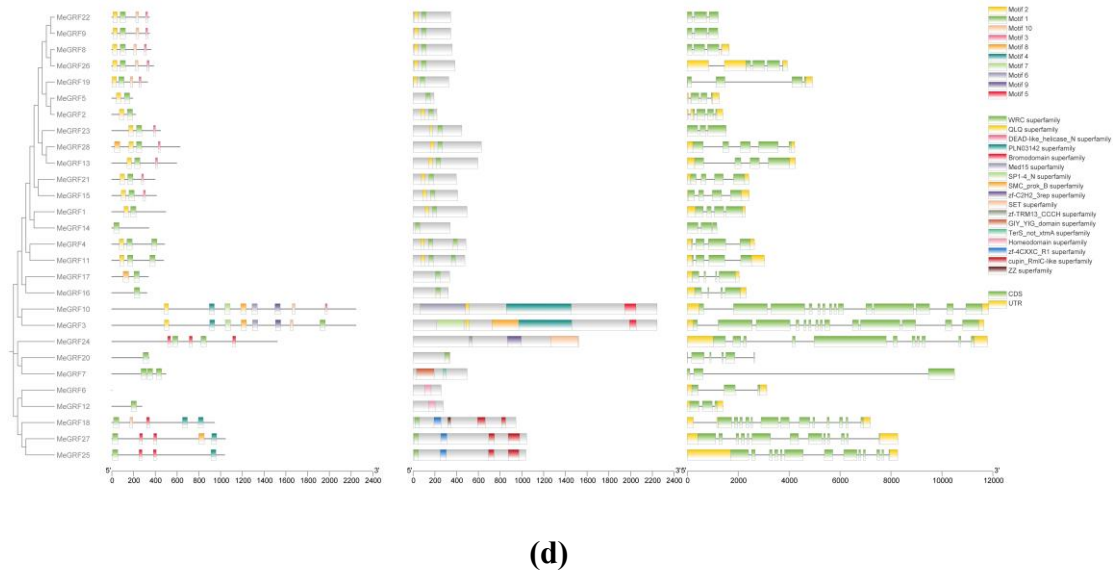 MeGRF22
MeGRF9
MeGRF8
MeGRF26
MeGRF19
MeGRF5
MeGRF2
MeGRF23
MeGRF28
MeGRF13
MeGRF21
MeGRF15
MeGRF1
MeGRF14
MeGRF4
MeGRF11
MeGRF17
MeGRF16
MeGRF10
MeGRF3
MeGRF24
MeGRF20
MeGRF7
MeGRF6
MeGRF12
MeGRF18
MeGRF27
MeGRF25
5' 3'
0 200 400 600 800 1000 1200 1400 1600 1800 2000 2200 2400
5' 3'
0 200 400 600 800 1000 1200 1400 1600 1800 2000 2200 2400
5' 3'
0 2000 4000 6000 8000 10000 12000
Motif 2
Motif 1
Motif 10
Motif 3
Motif 8
Motif 4
Motif 7
Motif 6
Motif 9
Motif 5
WRC superfamily
QLQ superfamily
DEAD-like_helicase_N superfamily
PLN03142 superfamily
Bromodomain superfamily
Med15 superfamily
SP1-4_N superfamily
SMC_prok_B superfamily
zf-C2H2_3rep superfamily
SET superfamily
zf-TRM13_CCCH superfamily
GIY_YIG_domain superfamily
TerS_not_xtmA superfamily
Homeodomain superfamily
zf-4CXXC_R1 superfamily
cupin_RmlC-like superfamily
ZZ superfamily
CDS
UTR
(d)